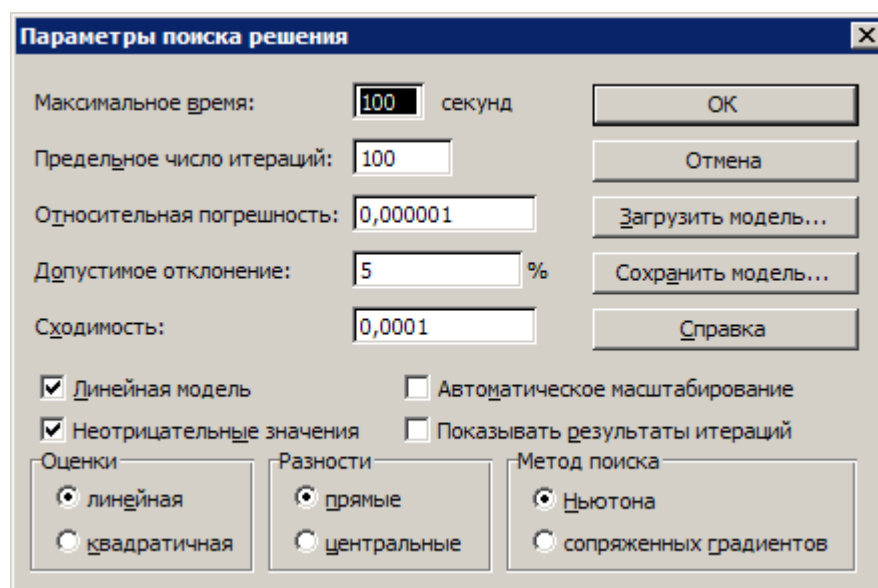 Параметры поиска решения
Максимальное время: 100 секунд ОК
Предельное число итераций: 100 Отмена
Относительная погрешность: 0,000001 Загрузить модель...
Допустимое отклонение: 5 % Сохранить модель...
Сходимость: 0,0001 Справка
Линейная модель Автоматическое масштабирование
Неотрицательные значения Показывать результаты итераций
Оценки Разности Метод поиска
линейная прямые Ньютона
квадратичная центральные сопряженных градиентов